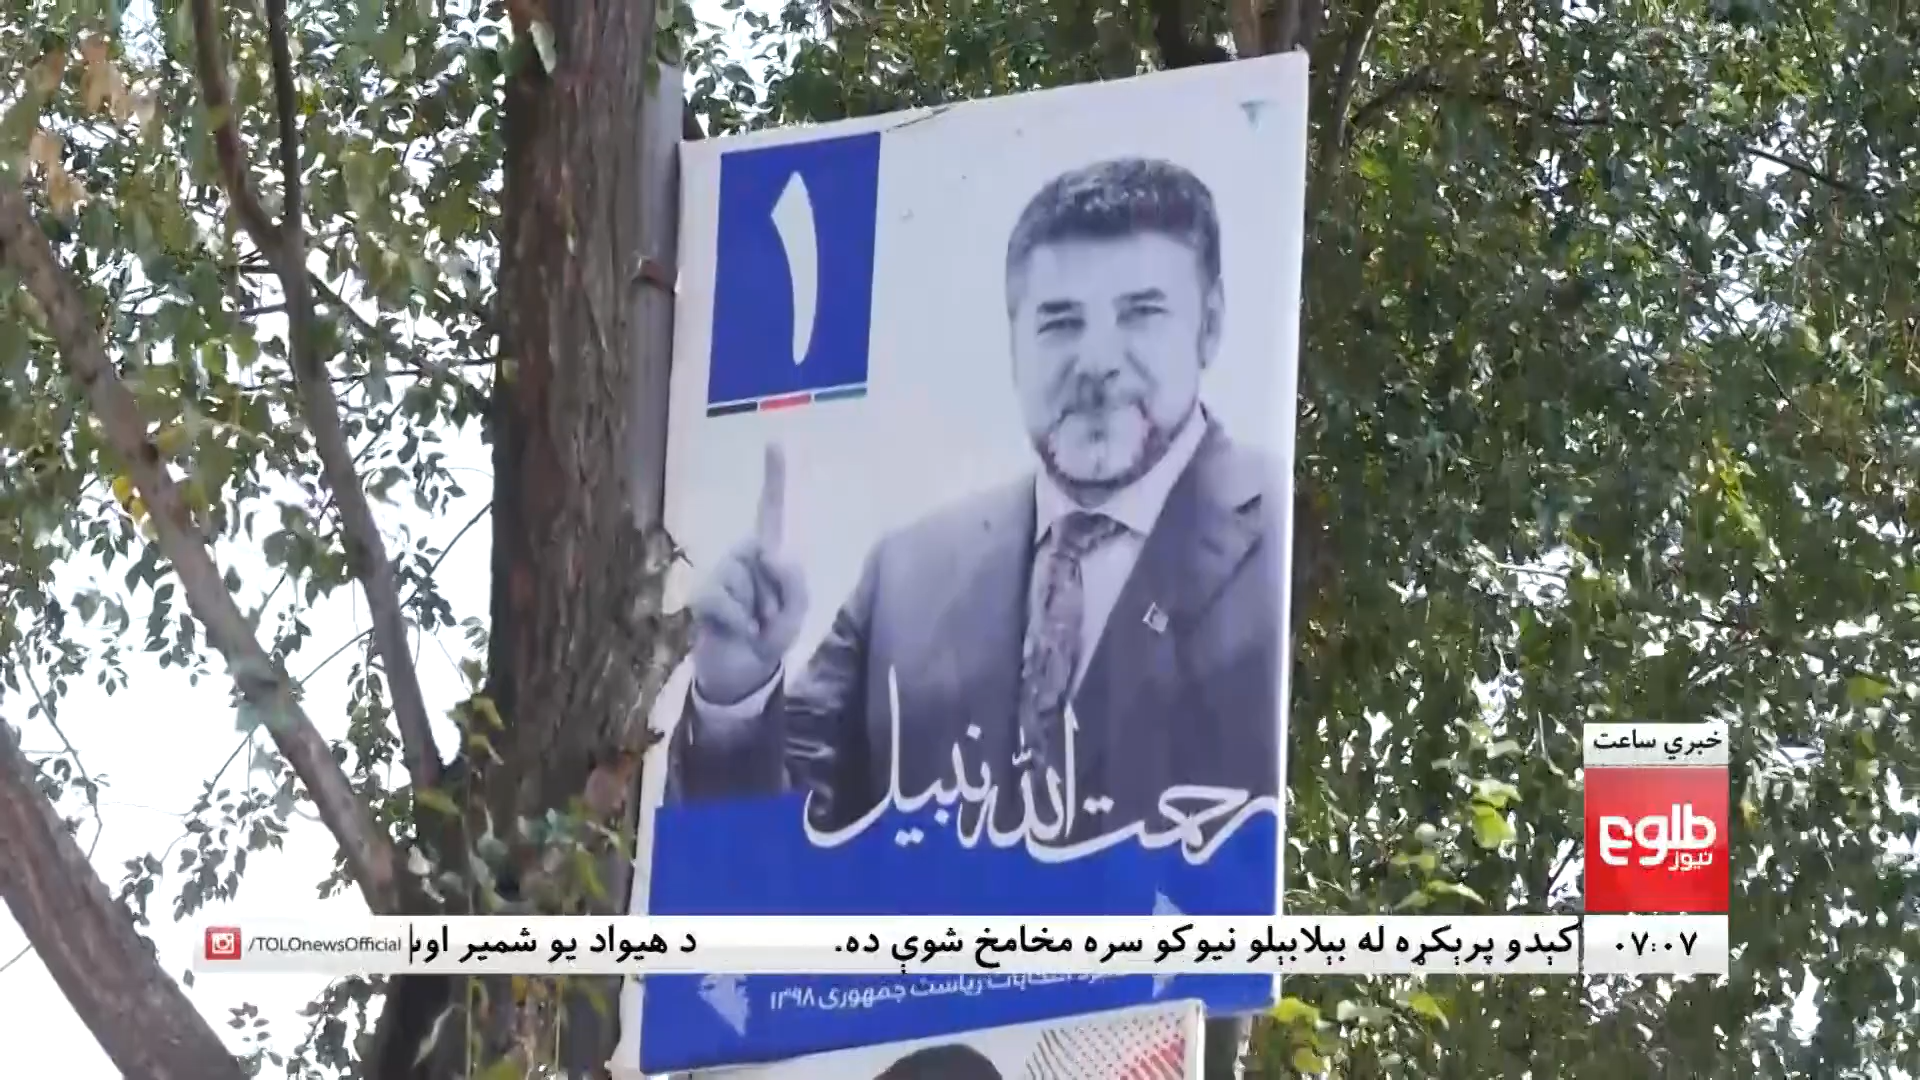 ۱
رحمت الله نبیل
انتخابات ریاست جمهوری ۱۳۹۸
خبري ساعت
طلوع
نیوز
۰۷:۰۷
کېدو پرېکړه له بېلابېلو نیوکو سره مخامخ شوې ده.
د هیواد یو شمیر
/TOLOnewsOfficial